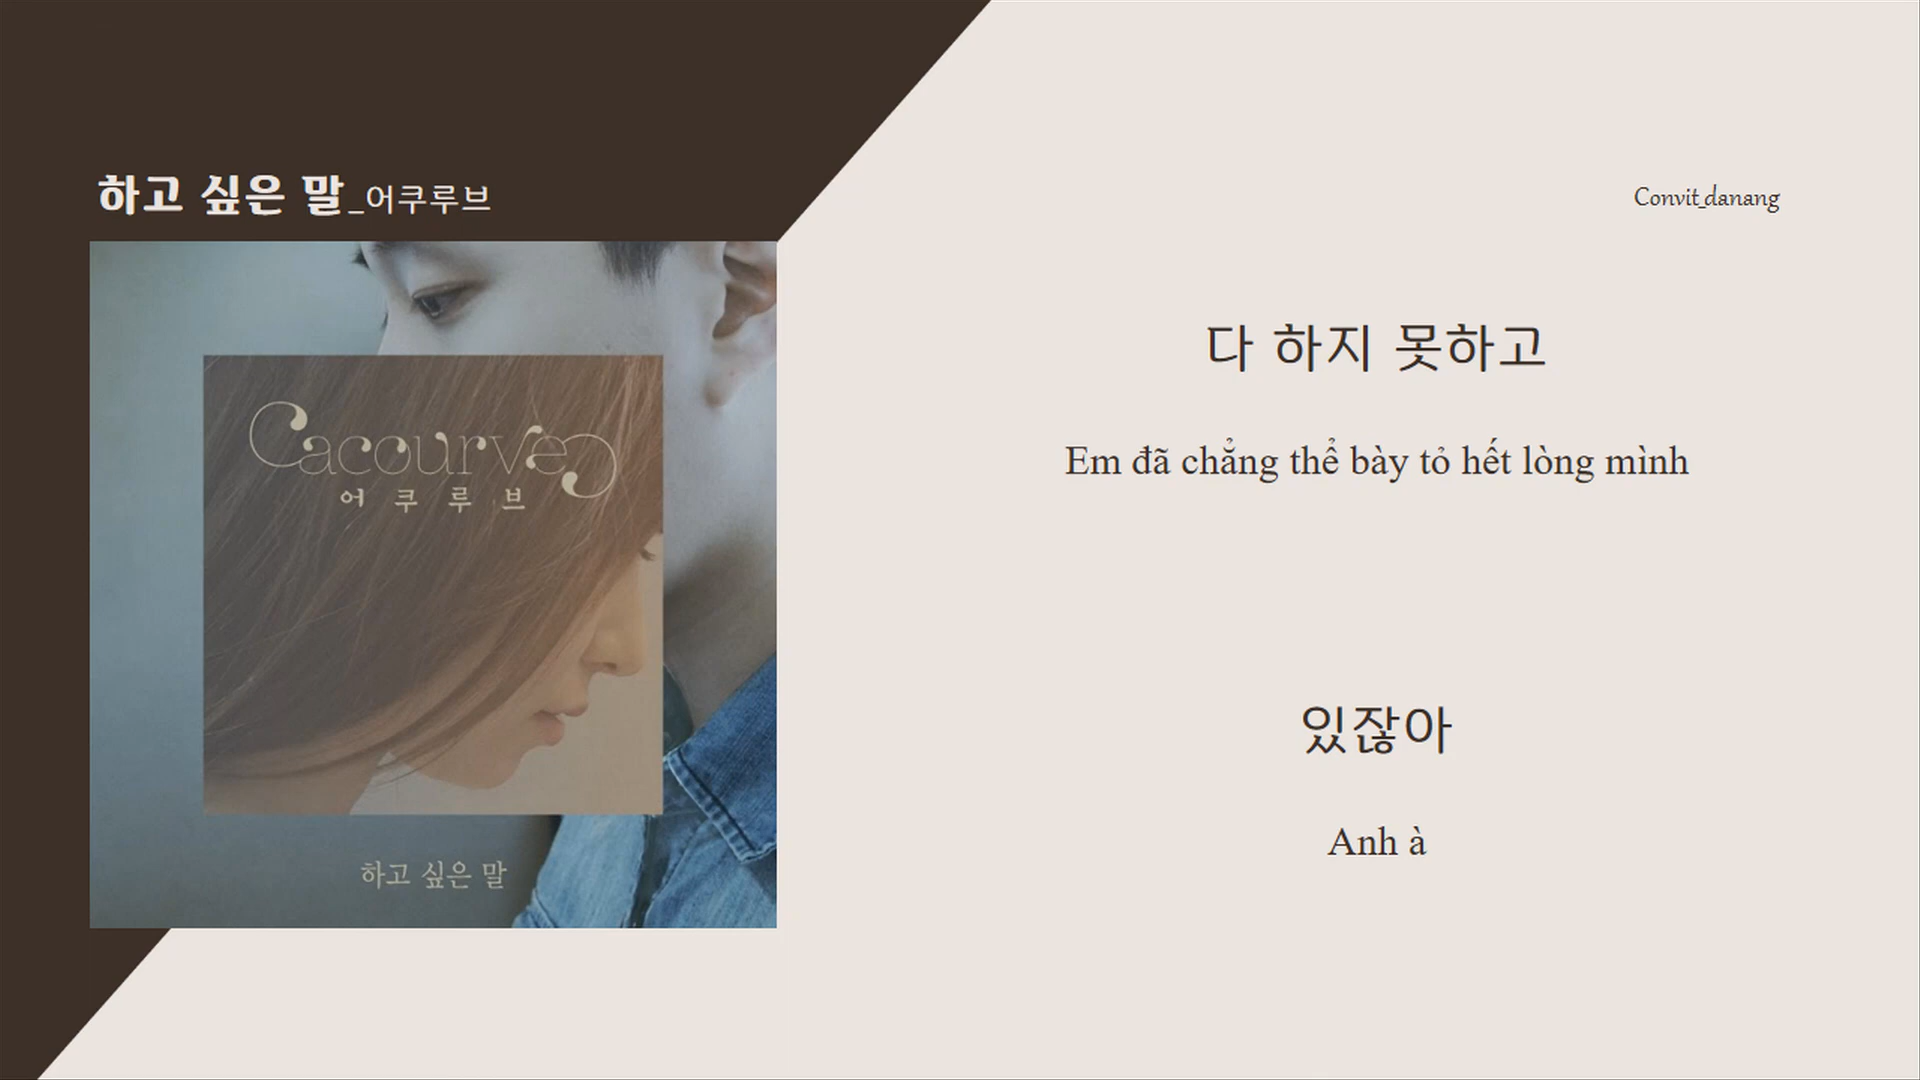 하고 싶은 말_어쿠루브
Convit_danang
Cacourve
어쿠루브
하고 싶은 말
다 하지 못하고
Em đã chẳng thể bày tỏ hết lòng mình
있잖아
Anh à